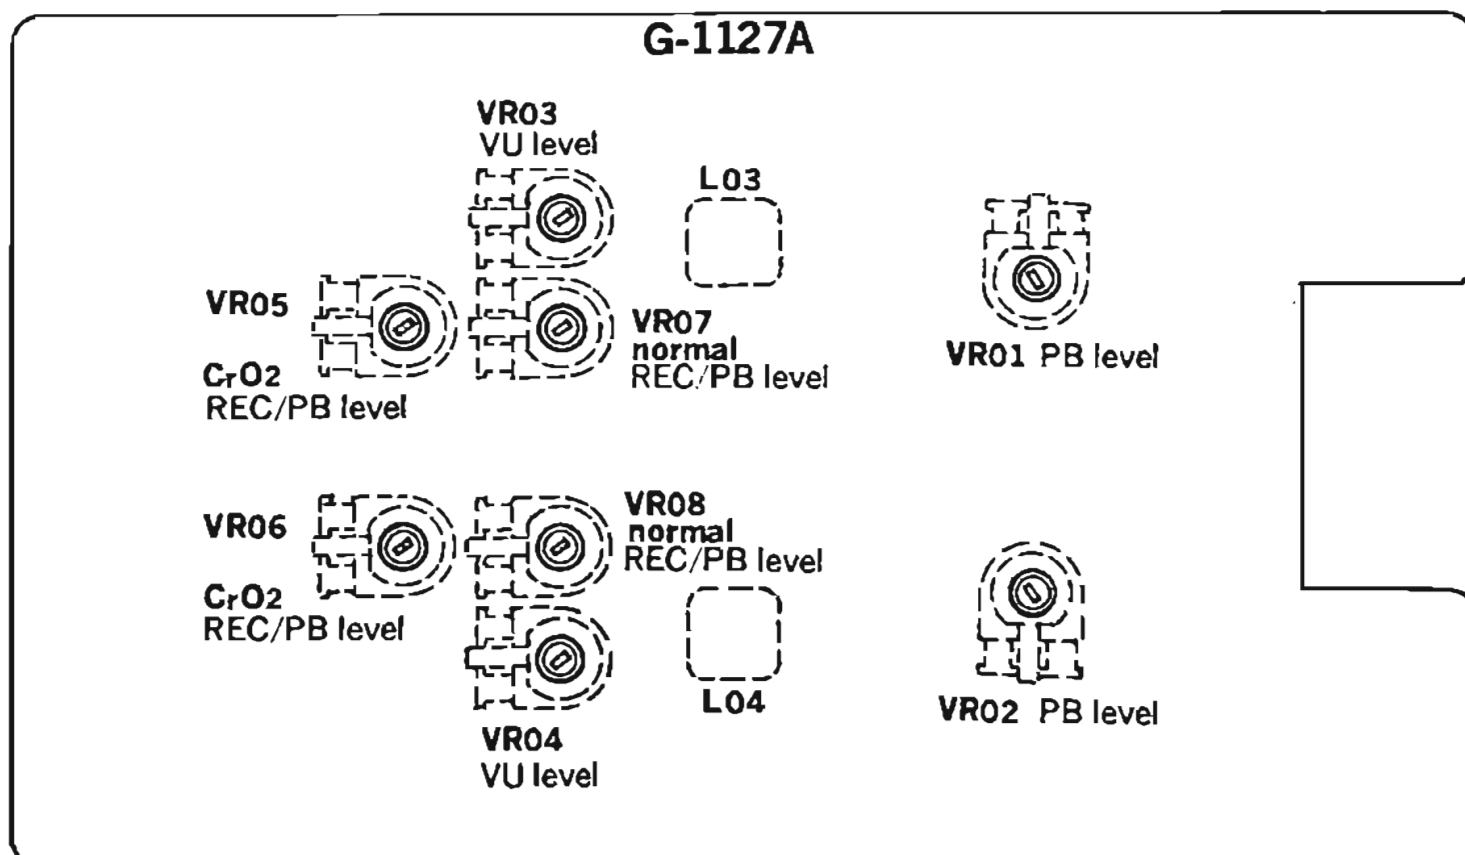 G-1127A
VR03
VU level
L03
VR05
CrO2
REC/PB level
VR07
normal
REC/PB level
VR01 PB level
VR06
CrO2
REC/PB level
VR08
normal
REC/PB level
L04
VR04
VU level
VR02 PB level